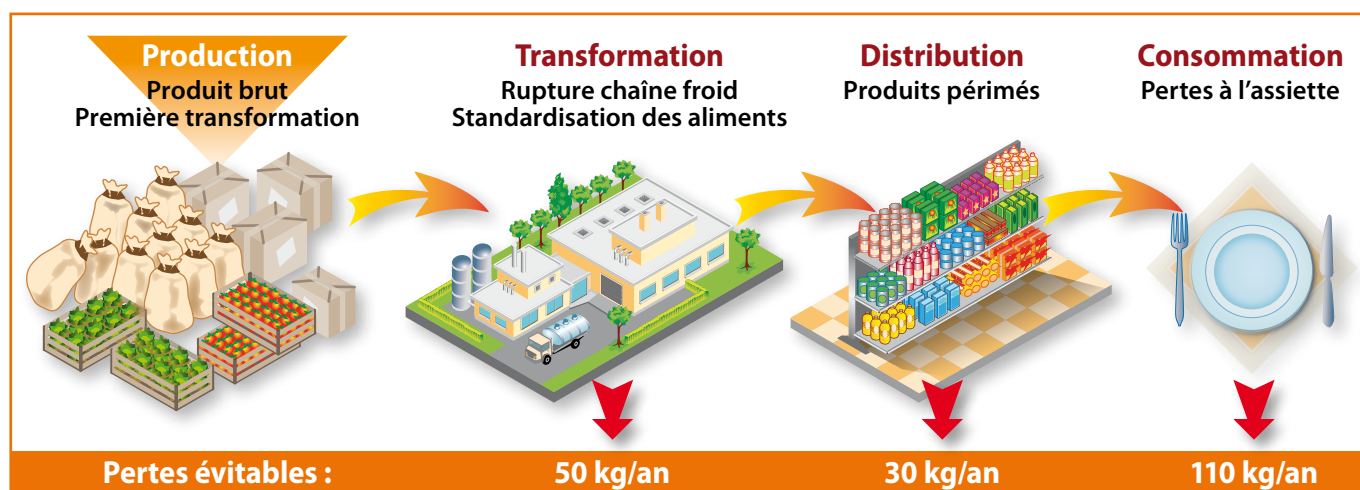 Production
Produit brut
Première transformation
Transformation
Rupture chaîne froid
Standardisation des aliments
Distribution
Produits périmés
Consommation
Pertes à l’assiette
Pertes évitables :
50 kg/an
30 kg/an
110 kg/an